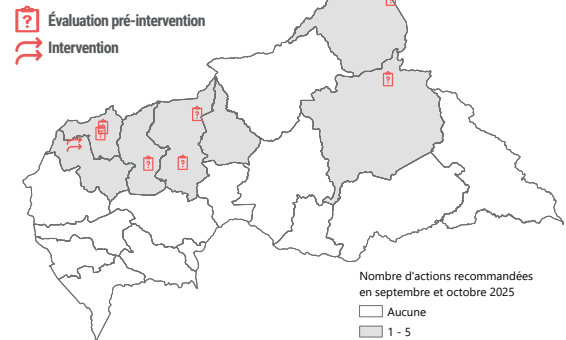 Évaluation pré-intervention
Intervention
Nombre d'actions recommandées
en septembre et octobre 2025
Aucune
1 - 5